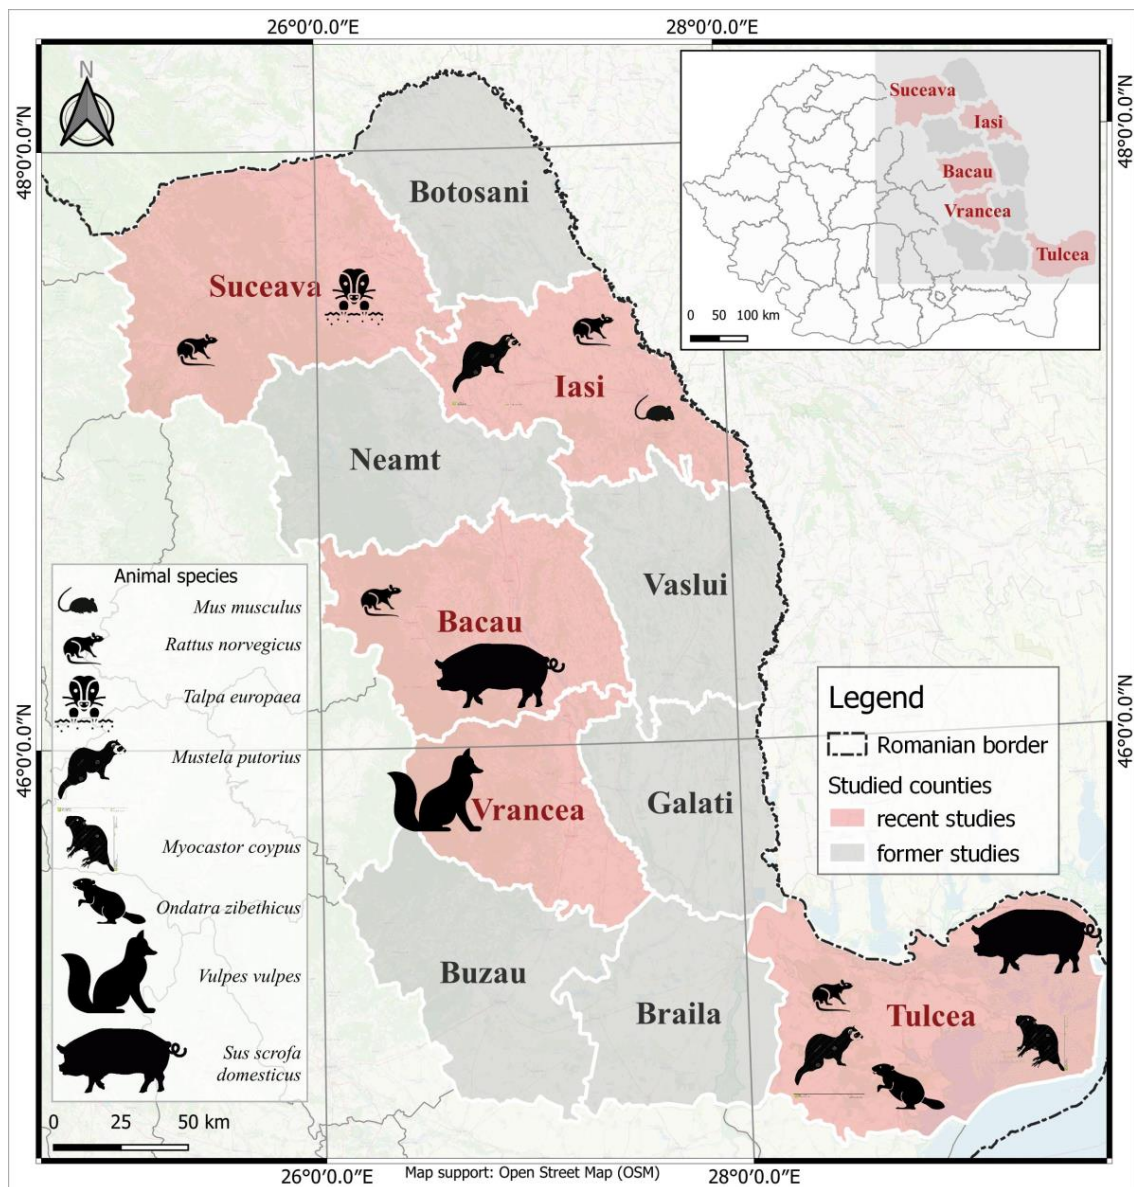 26°0'0.0"E
28°0'0.0"E
N
48°0'0.0"N
48°0'0.0"N
Suceava
Iasi
Bacau
Vrancea
Tulcea
0 50 100 km
Botosani
Suceava
Iasi
Neamt
Vaslui
Bacau
Animal species
Mus musculus
Rattus norvegicus
Talpa europaea
Mustela putorius
Myocastor coypus
Ondatra zibethicus
Vulpes vulpes
Sus scrofa
domesticus
0 25 50 km
46°0'0.0"N
46°0'0.0"N
Legend
Romanian border
Studied counties
recent studies
former studies
Vrancea
Galati
Buzau
Braila
Tulcea
26°0'0.0"E
Map support: Open Street Map (OSM)
28°0'0.0"E